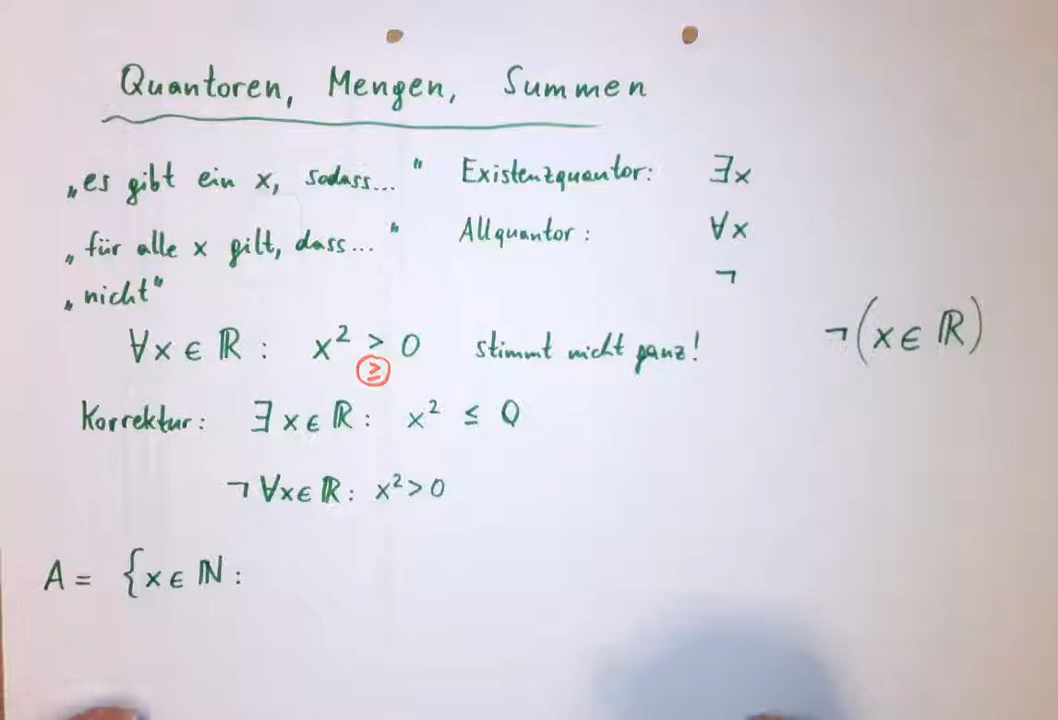 Quantoren, Mengen, Summen
„es gibt ein x, sodass..." Existenzquantor: ∃x
„für alle x gilt, dass..." Allquantor: ∀x
„nicht" ¬
∀x ∈ ℝ: x² > 0 stimmt nicht ganz! ¬(x ∈ ℝ)
≥
Korrektur: ∃x ∈ ℝ: x² ≤ 0
¬∀x ∈ ℝ: x² > 0
A = {x ∈ ℕ: